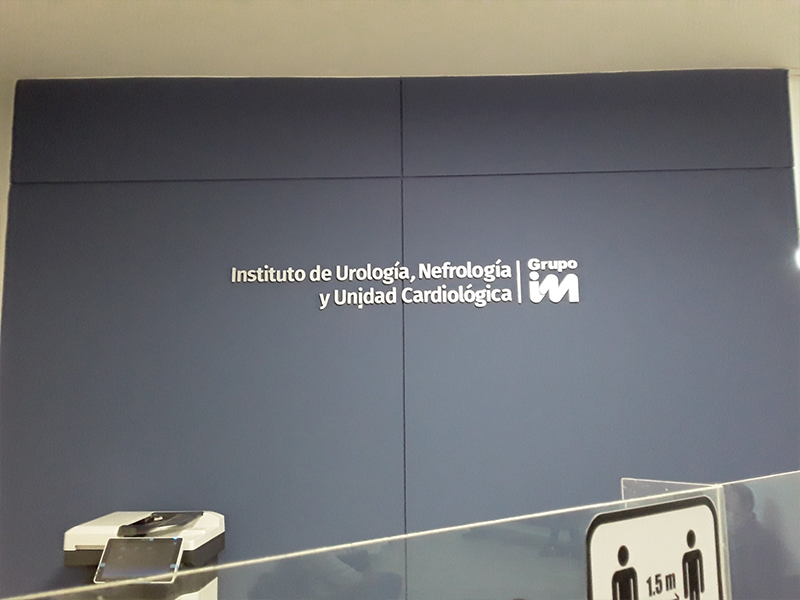 Instituto de Urología, Nefrología
y Unidad Cardiológica
Grupo
im
1.5 m